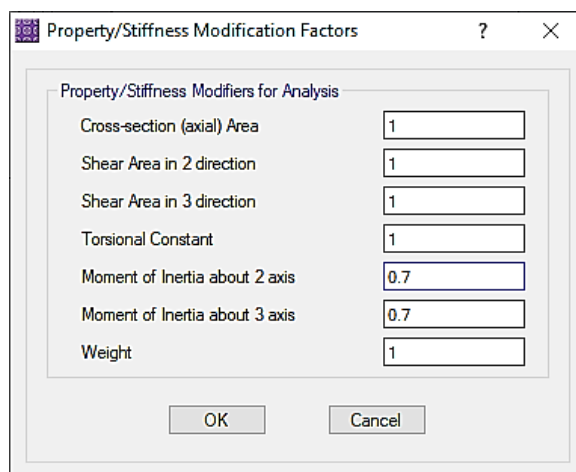 Property/Stiffness Modification Factors ?
Property/Stiffness Modifiers for Analysis
Cross-section (axial) Area 1
Shear Area in 2 direction 1
Shear Area in 3 direction 1
Torsional Constant 1
Moment of Inertia about 2 axis 0.7
Moment of Inertia about 3 axis 0.7
Weight 1
OK Cancel